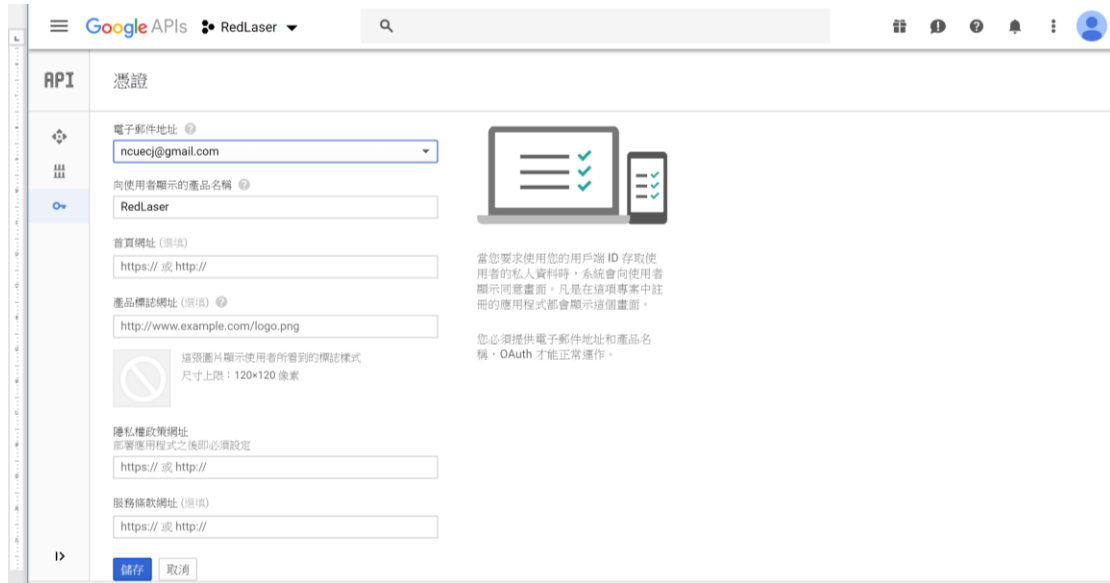 Google APIs RedLaser
API 憑證
電子郵件地址
ncuecj@gmail.com
向使用者顯示的產品名稱
RedLaser
首頁網址 (選填)
https:// 或 http://
產品標誌網址 (選填)
http://www.example.com/logo.png
這張圖片顯示使用者所看到的標誌樣式
尺寸上限：120×120 像素
隱私權政策網址
部署應用程式之後即必須設定
https:// 或 http://
服務條款網址 (選填)
https:// 或 http://
儲存 取消
當您要求使用您的用戶端 ID 存取使
用者的私人資料時，系統會向使用者
顯示同意畫面。凡是在這項專案中註
冊的應用程式都會顯示這個畫面。
您必須提供電子郵件地址和產品名
稱，OAuth 才能正常運作。